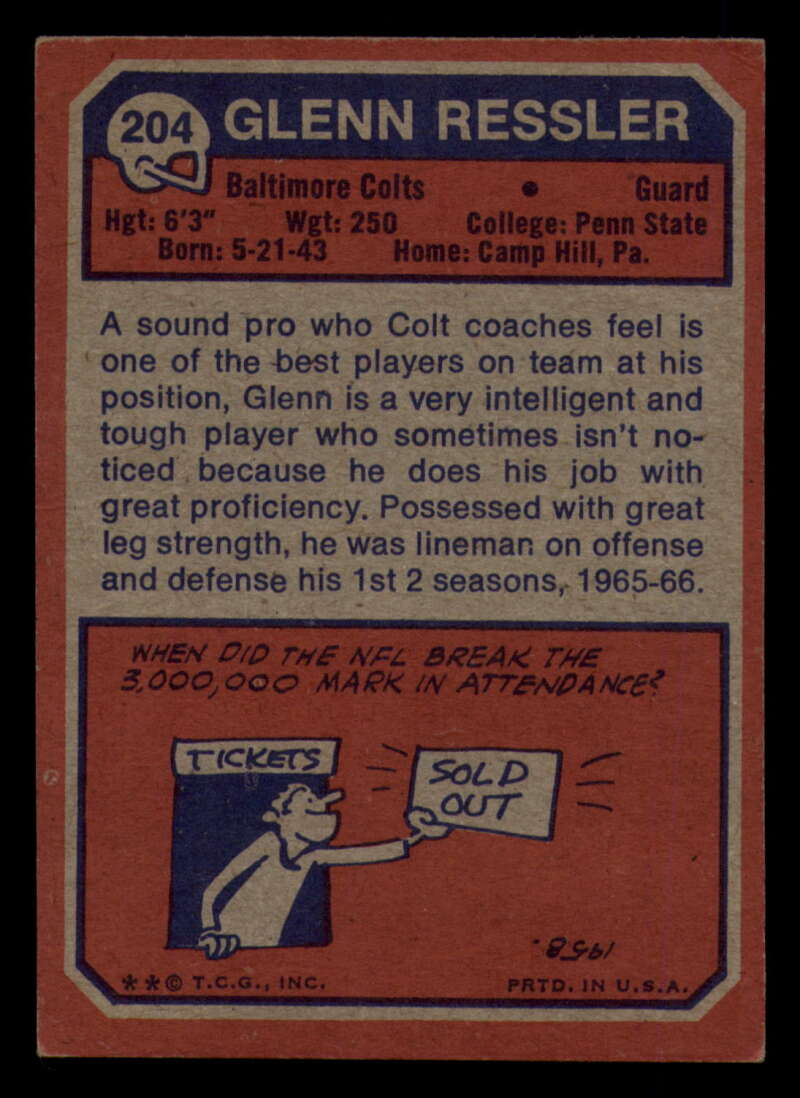 204 GLENN RESSLER
Baltimore Colts • Guard
Hgt: 6'3" Wgt: 250 College: Penn State
Born: 5-21-43 Home: Camp Hill, Pa.
A sound pro who Colt coaches feel is
one of the best players on team at his
position, Glenn is a very intelligent and
tough player who sometimes isn't no-
ticed because he does his job with
great proficiency. Possessed with great
leg strength, he was lineman on offense
and defense his 1st 2 seasons, 1965-66.
WHEN DID THE NFL BREAK THE
3,000,000 MARK IN ATTENDANCE?
TICKETS
SOLD
OUT
1958.
**© T.C.G., INC. PRTD. IN U.S.A.